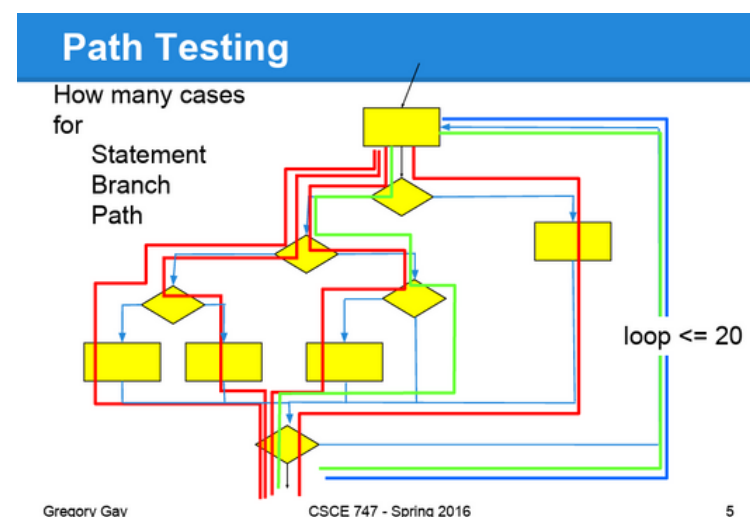 Path Testing
How many cases
for
Statement
Branch
Path
loop <= 20
Gregory Gay
CSCE 747 - Spring 2016
5